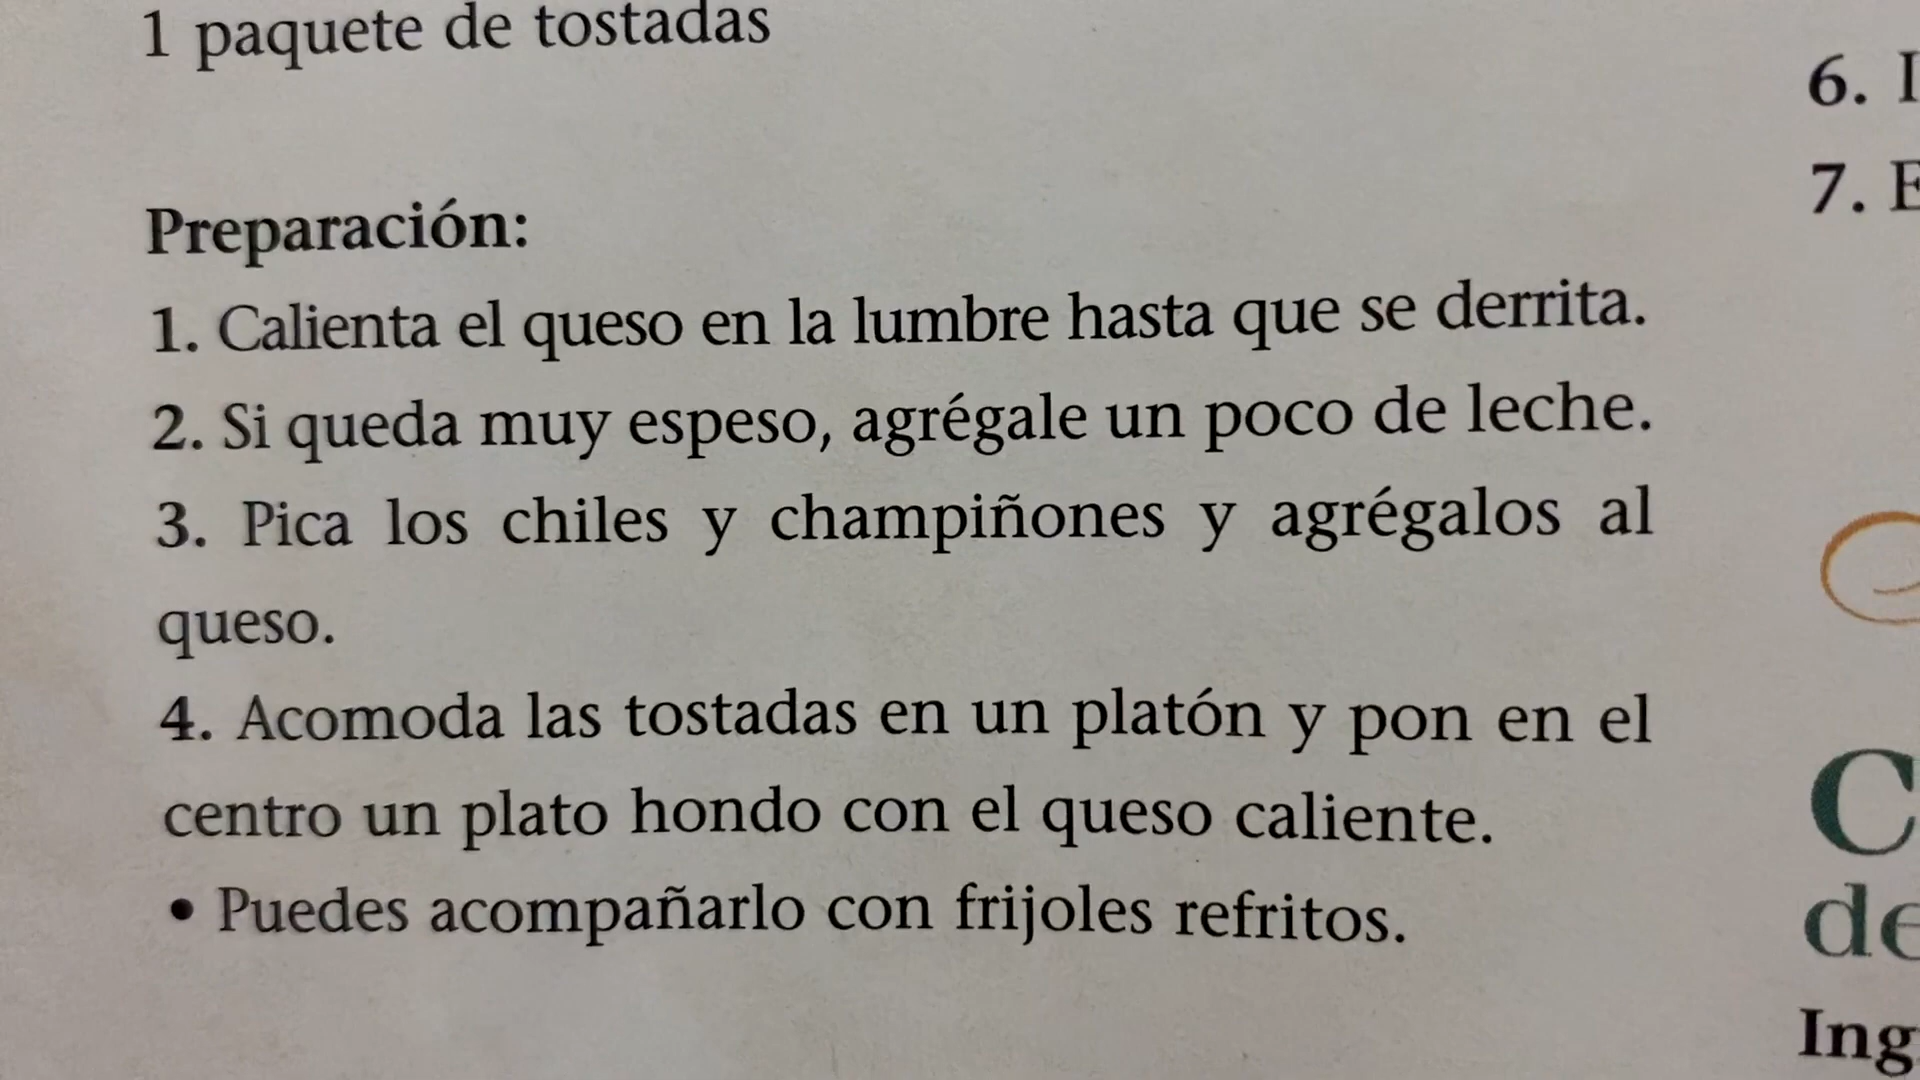 1 paquete de tostadas
Preparación:
1. Calienta el queso en la lumbre hasta que se derrita.
2. Si queda muy espeso, agrégale un poco de leche.
3. Pica los chiles y champiñones y agrégalos al
queso.
4. Acomoda las tostadas en un platón y pon en el
centro un plato hondo con el queso caliente.
• Puedes acompañarlo con frijoles refritos.
6.
7. E
C
de
Ing